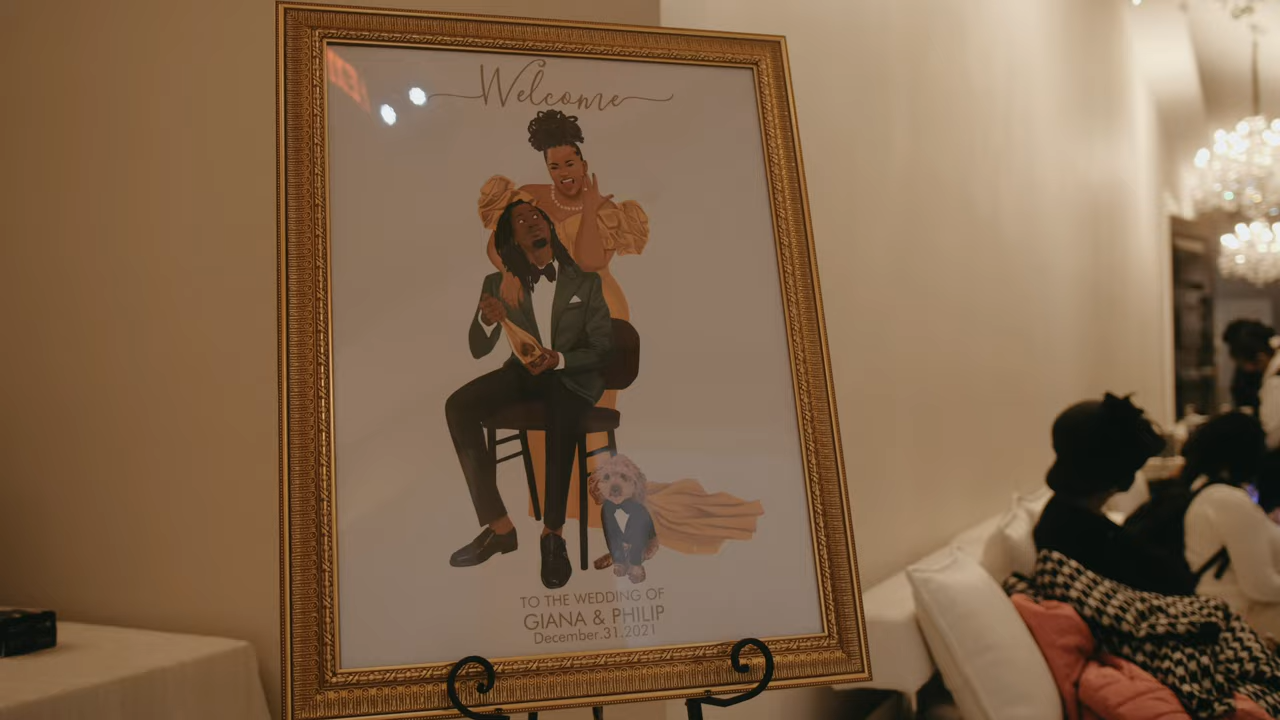 Welcome
TO THE WEDDING OF
GIANA & PHILIP
December.31.2021